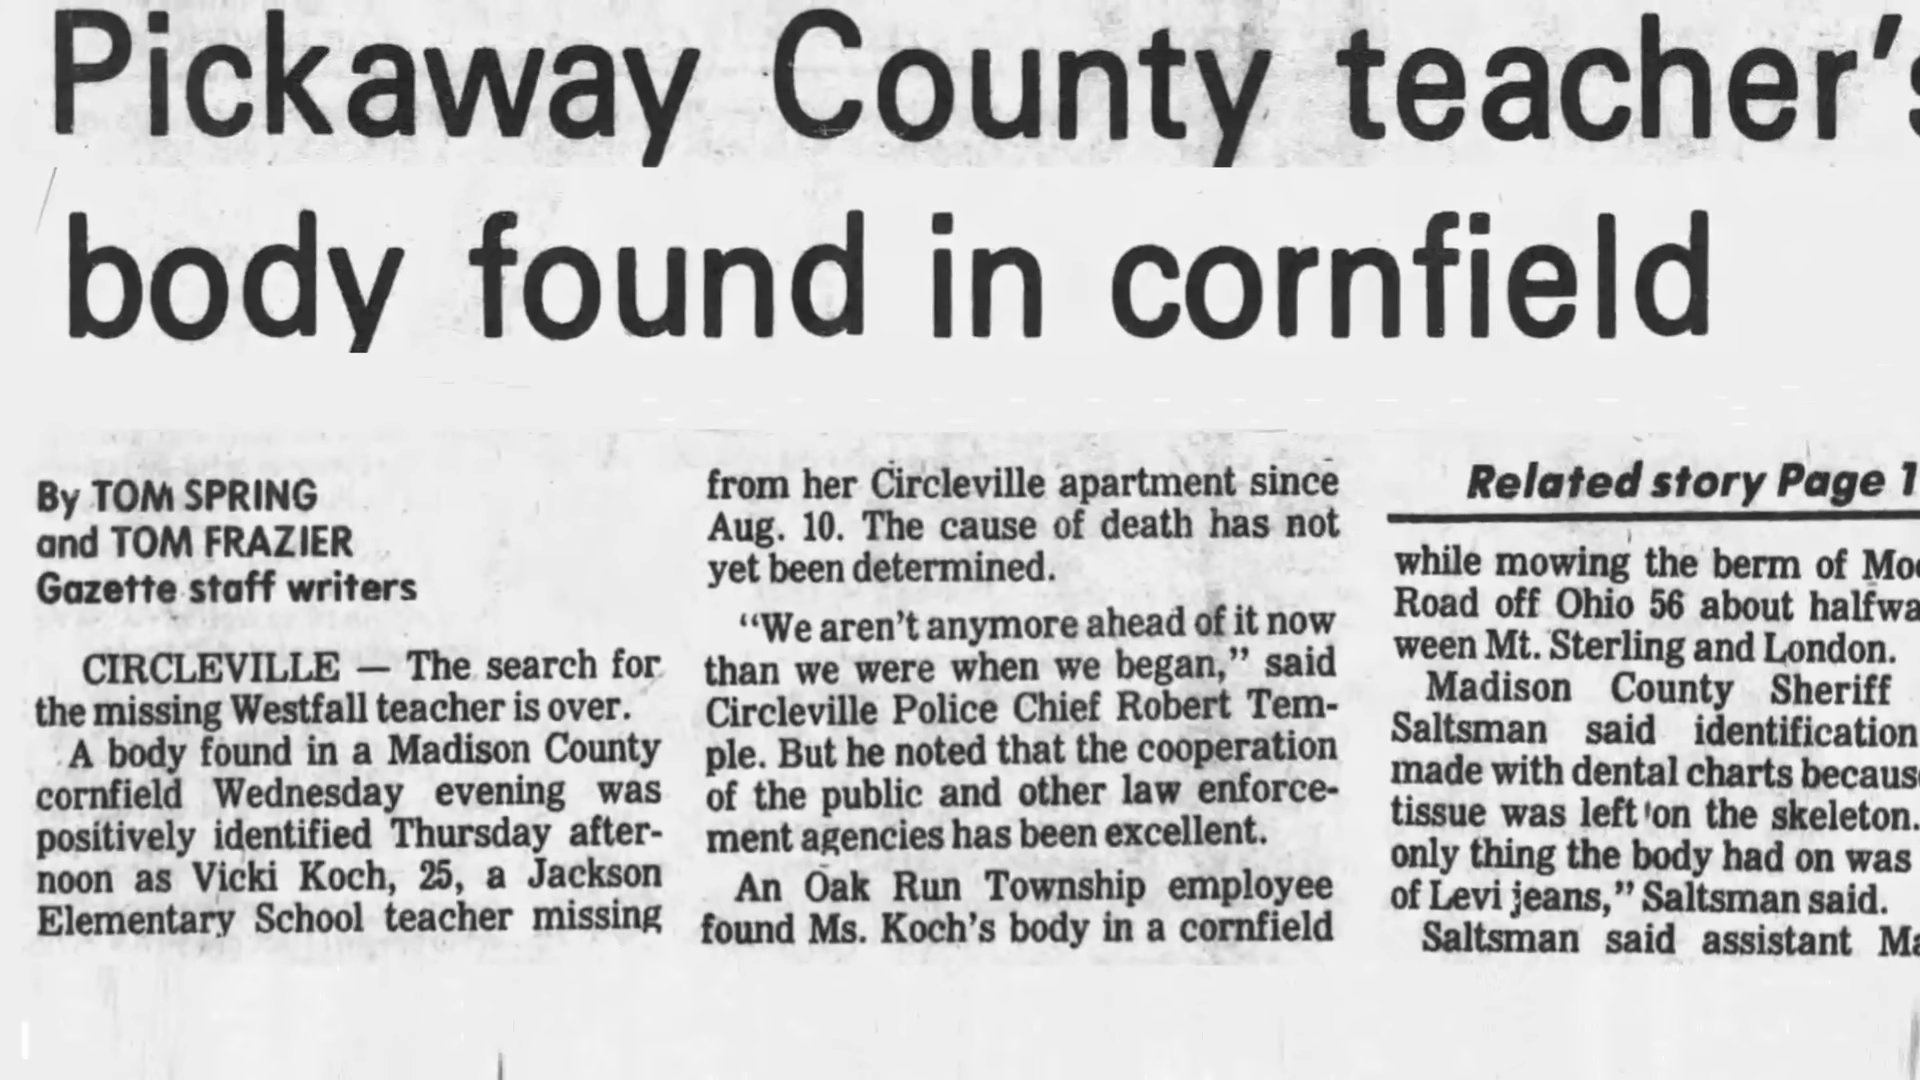 Pickaway County teacher's
body found in cornfield
By TOM SPRING
and TOM FRAZIER
Gazette staff writers
CIRCLEVILLE — The search for
the missing Westfall teacher is over.
A body found in a Madison County
cornfield Wednesday evening was
positively identified Thursday after-
noon as Vicki Koch, 25, a Jackson
Elementary School teacher missing
from her Circleville apartment since
Aug. 10. The cause of death has not
yet been determined.
"We aren't anymore ahead of it now
than we were when we began," said
Circleville Police Chief Robert Tem-
ple. But he noted that the cooperation
of the public and other law enforce-
ment agencies has been excellent.
An Oak Run Township employee
found Ms. Koch's body in a cornfield
Related story Page 1
while mowing the berm of
Road off Ohio 56 about
ween Mt. Sterling and London.
Madison County Sheriff
Saltsman said identification
made with dental charts
tissue was left on the skeleton.
only thing the body had on was
of Levi jeans," Saltsman said.
Saltsman said assistant